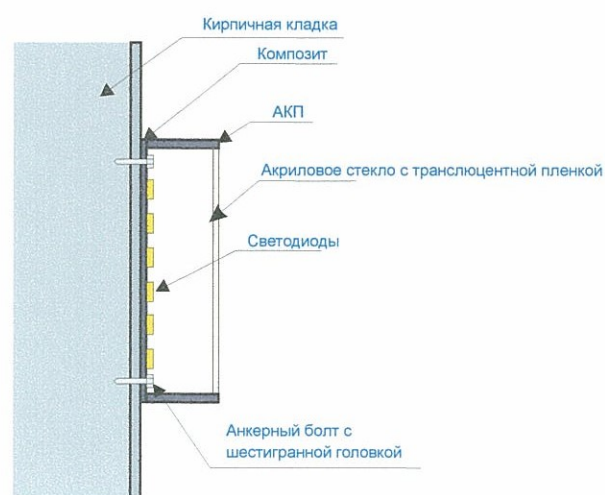 Кирпичная кладка
Композит
АКП
Акриловое стекло с транслюцентной пленкой
Светодиоды
Анкерный болт с
шестигранной головкой